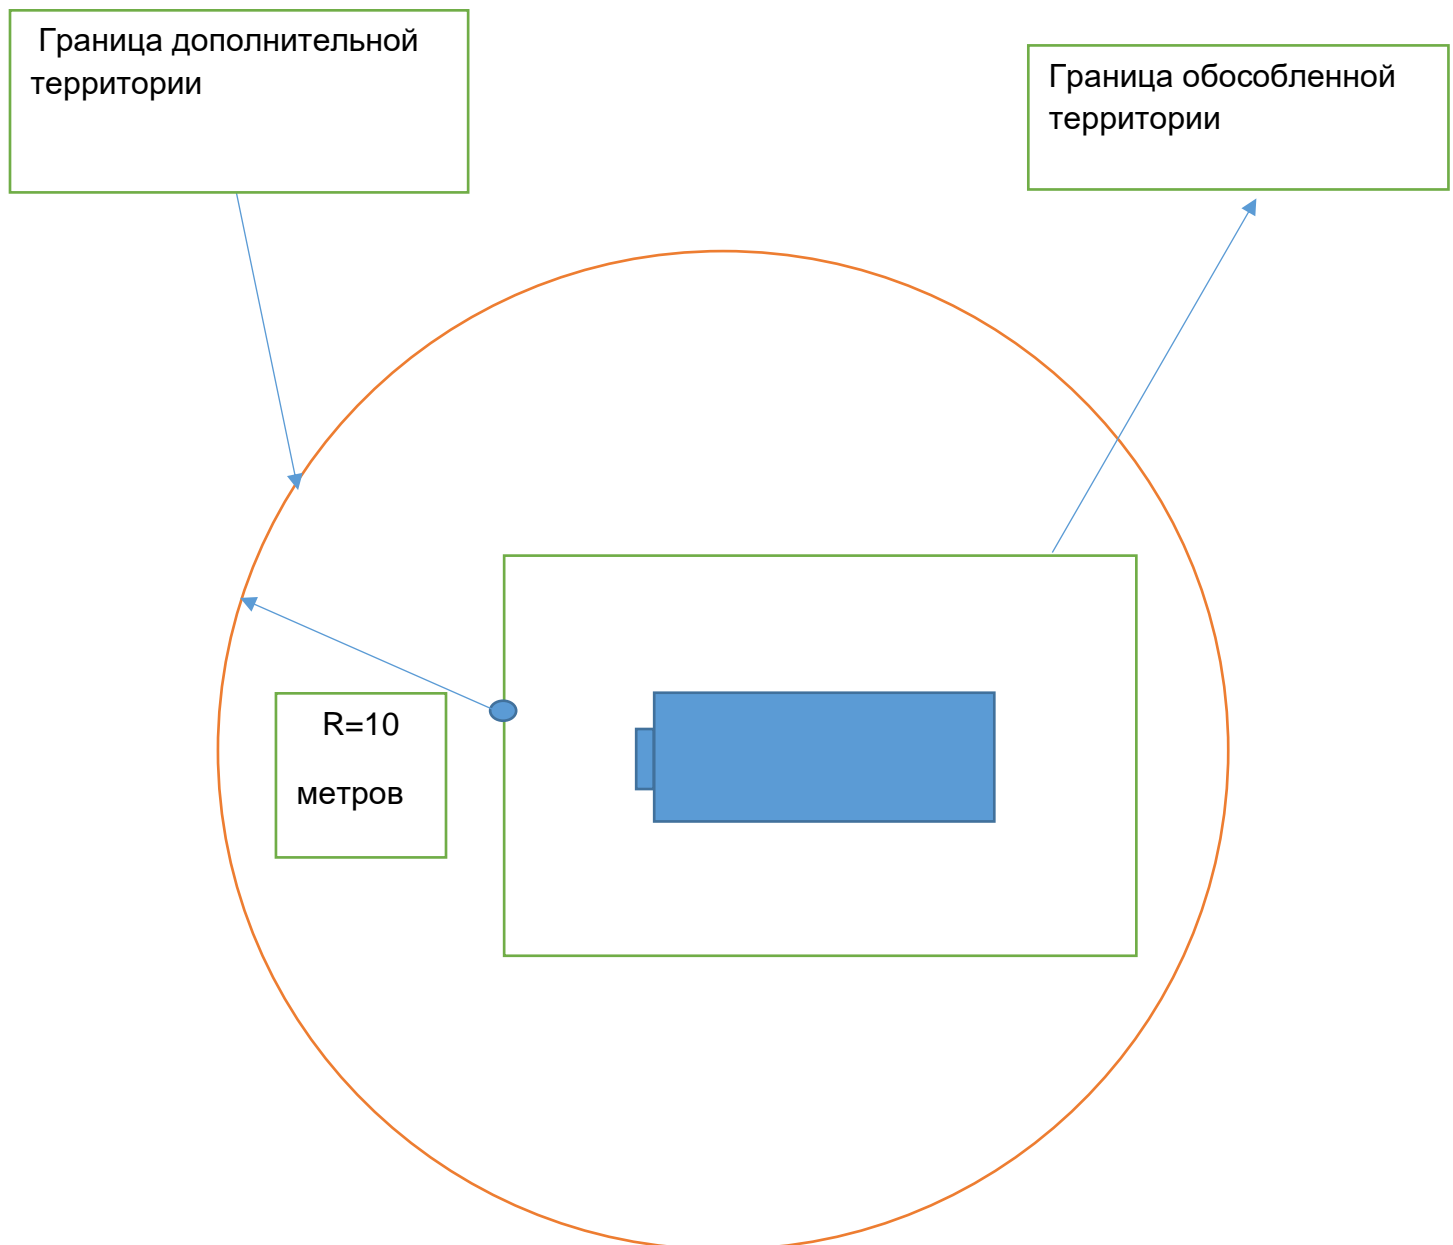 Граница дополнительной
территории
Граница обособленной
территории
R=10
метров